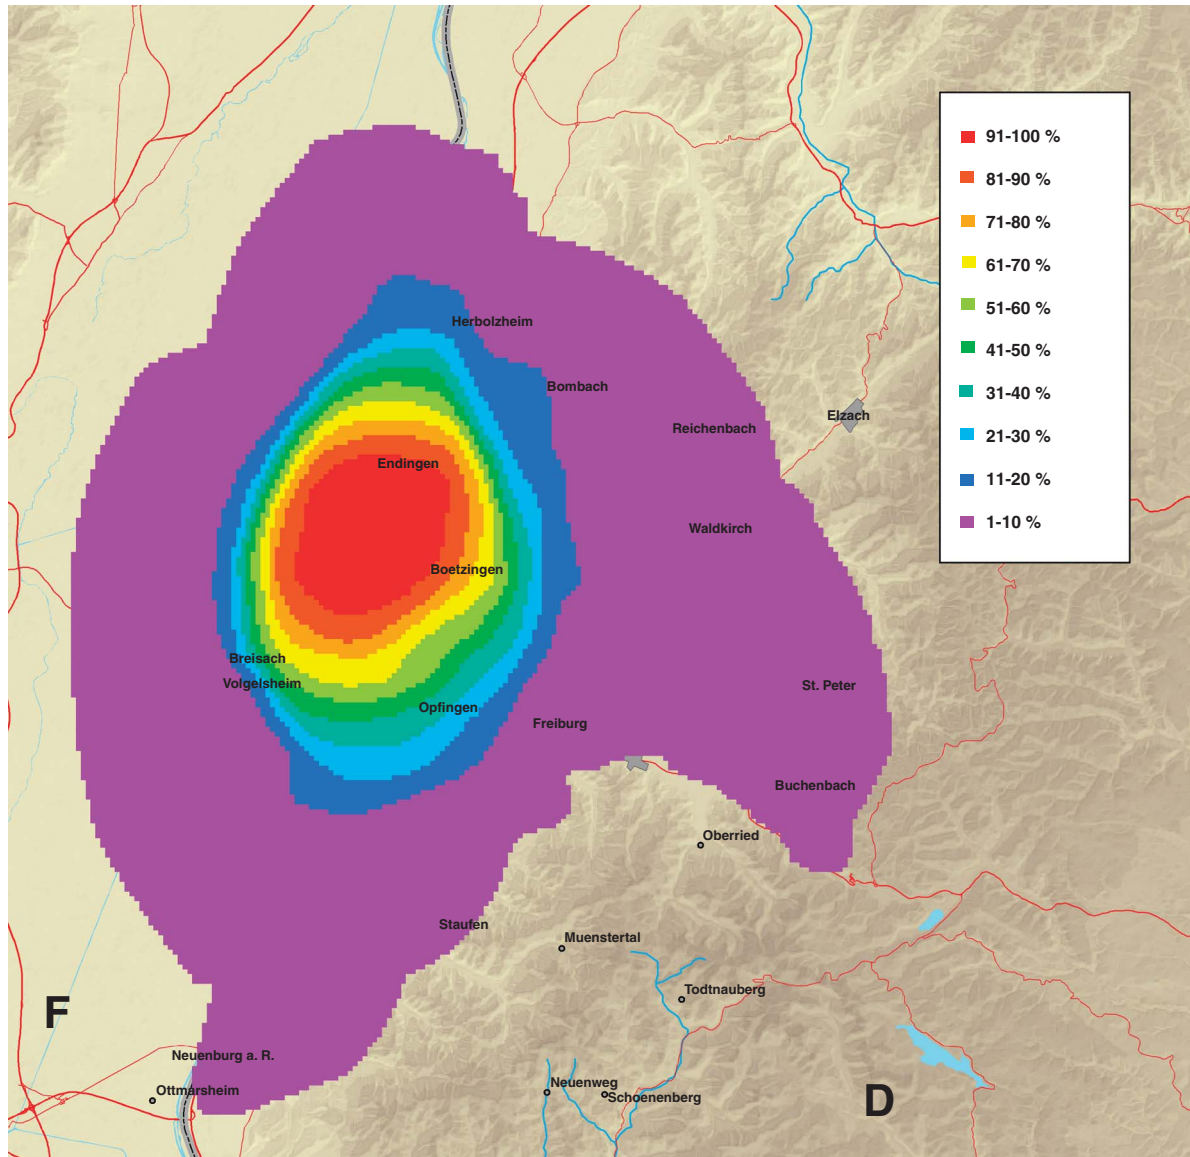 91-100 %
81-90 %
71-80 %
61-70 %
51-60 %
41-50 %
31-40 %
21-30 %
11-20 %
1-10 %
Herbolzheim
Bombach
Elzach
Reichenbach
Endingen
Waldkirch
Boetzingen
Breisach
Volgelsheim
St. Peter
Opfingen
Freiburg
Buchenbach
Oberried
Staufen
Muenstertal
Todtnauberg
F
Neuenburg a. R.
Ottmarsheim
Neuenweg
Schoenenberg
D